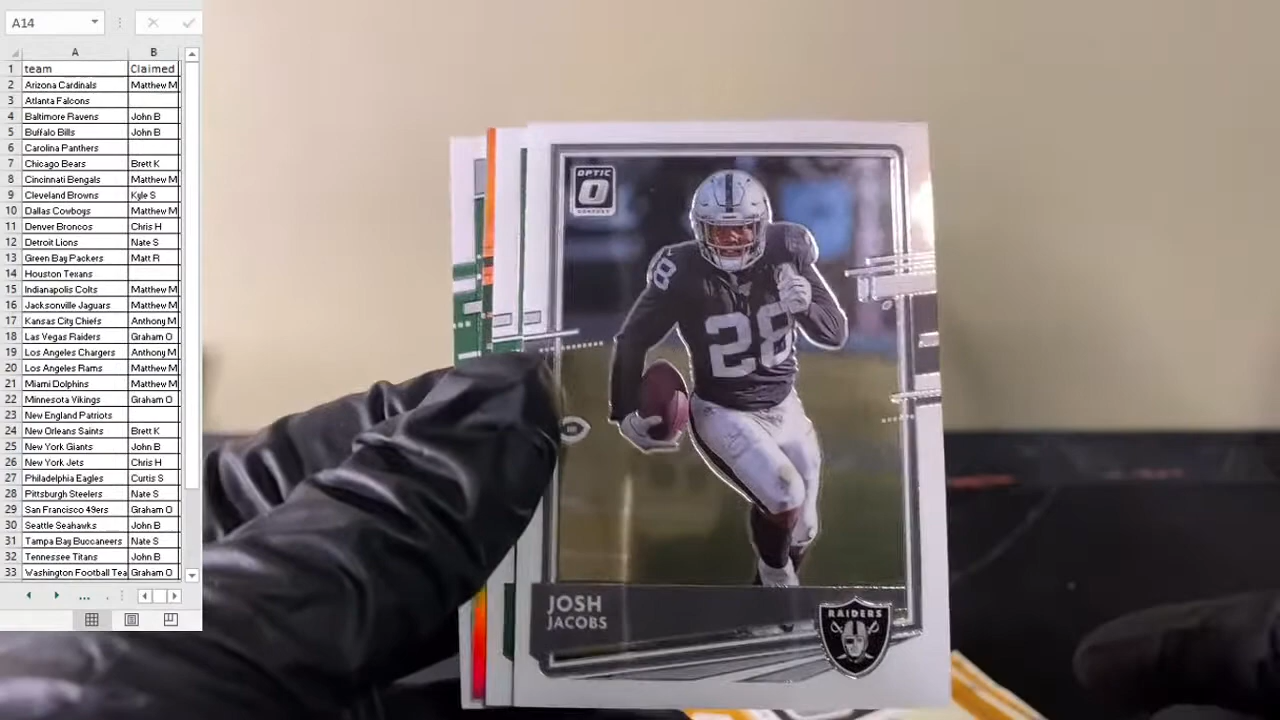 A14
A B
1 team Claimed
2 Arizona Cardinals Matthew M
3 Atlanta Falcons
4 Baltimore Ravens John B
5 Buffalo Bills John B
6 Carolina Panthers
7 Chicago Bears Brett K
8 Cincinnati Bengals Matthew M
9 Cleveland Browns Kyle S
10 Dallas Cowboys Matthew M
11 Denver Broncos Chris H
12 Detroit Lions Nate S
13 Green Bay Packers Matt R
14 Houston Texans
15 Indianapolis Colts Matthew M
16 Jacksonville Jaguars Matthew M
17 Kansas City Chiefs Anthony M
18 Las Vegas Raiders Graham O
19 Los Angeles Chargers Anthony M
20 Los Angeles Rams Matthew M
21 Miami Dolphins Matthew M
22 Minnesota Vikings Graham O
23 New England Patriots
24 New Orleans Saints Brett K
25 New York Giants John B
26 New York Jets Chris H
27 Philadelphia Eagles Curtis S
28 Pittsburgh Steelers Nate S
29 San Francisco 49ers Graham O
30 Seattle Seahawks John B
31 Tampa Bay Buccaneers Nate S
32 Tennessee Titans John B
33 Washington Football Tea Graham O
...
OPTIC
O
28
28
JOSH
JACOBS
RAIDERS